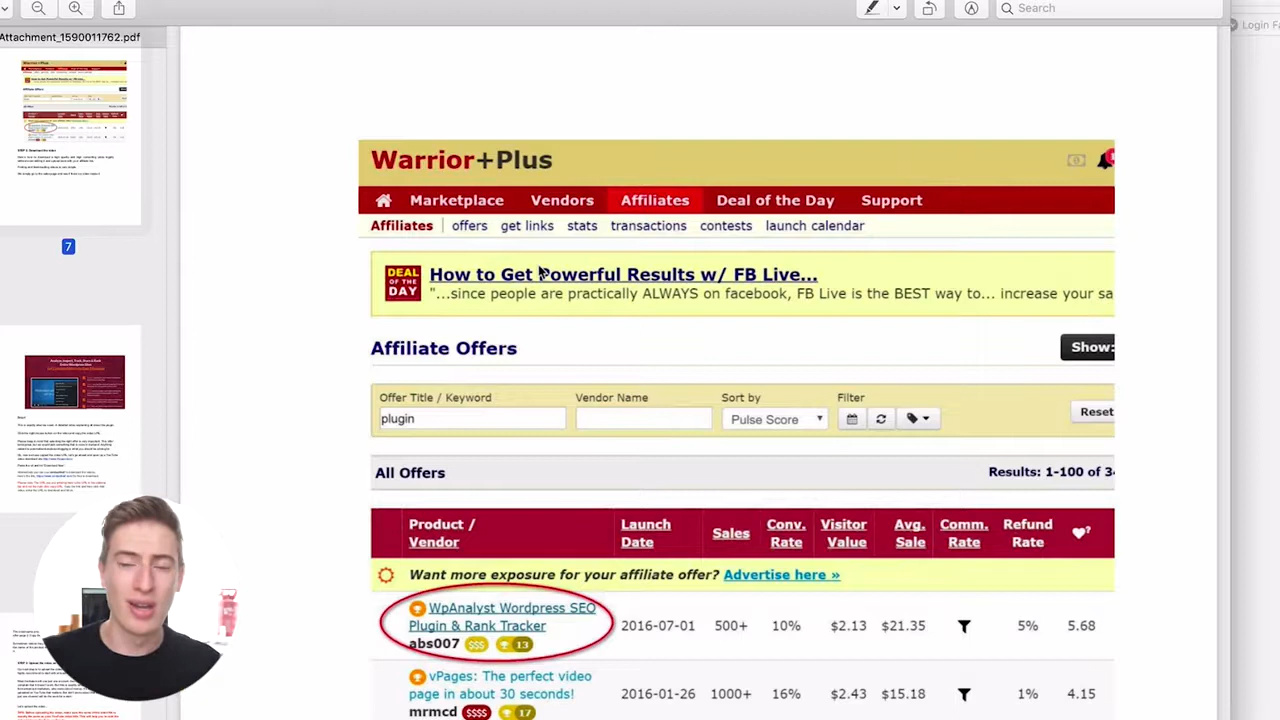 Search
Attachment_1590011762.pdf
Login Fa
7
Warrior+Plus
Marketplace Vendors Affiliates Deal of the Day Support
Affiliates offers get links stats transactions contests launch calendar
DEAL OF THE DAY
How to Get Powerful Results w/ FB Live...
"...since people are practically ALWAYS on facebook, FB Live is the BEST way to... increase your sa
Affiliate Offers
Show:
Offer Title / Keyword Vendor Name Sort by Filter
plugin Pulse Score Reset
All Offers Results: 1-100 of 3
Product / Vendor Launch Date Sales Conv. Rate Visitor Value Avg. Sale Comm. Rate Refund Rate ?
Want more exposure for your affiliate offer? Advertise here »
WpAnalyst Wordpress SEO
Plugin & Rank Tracker 2016-07-01 10% $2.13 5% 5.68
abs007 $$$ 13
vPages: The perfect video
page in about 30 seconds! 2016-01-26 $2.43 $15.18 1% 4.15
mrmcd $$$$ 17